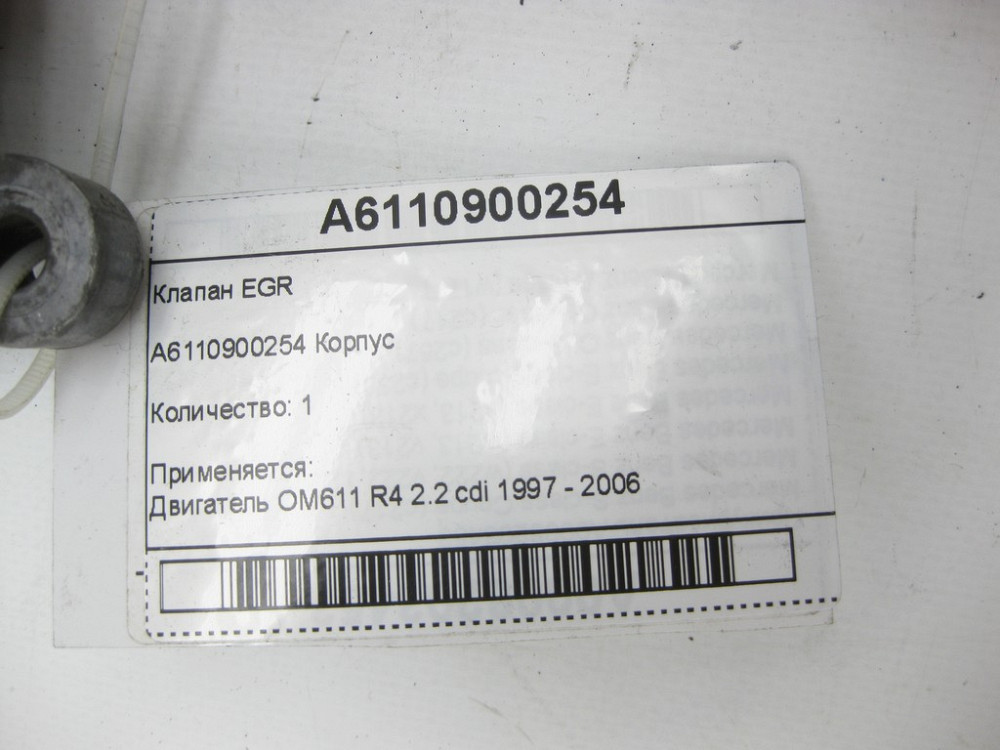 A6110900254
Клапан EGR
A6110900254 Корпус
Количество: 1
Применяется:
Двигатель OM611 R4 2.2 cdi 1997 - 2006